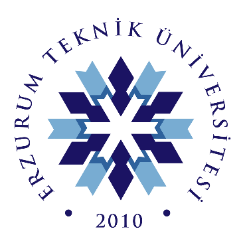 ERZURUM TEKNİK ÜNİVERSİTESİ
• 2010 •